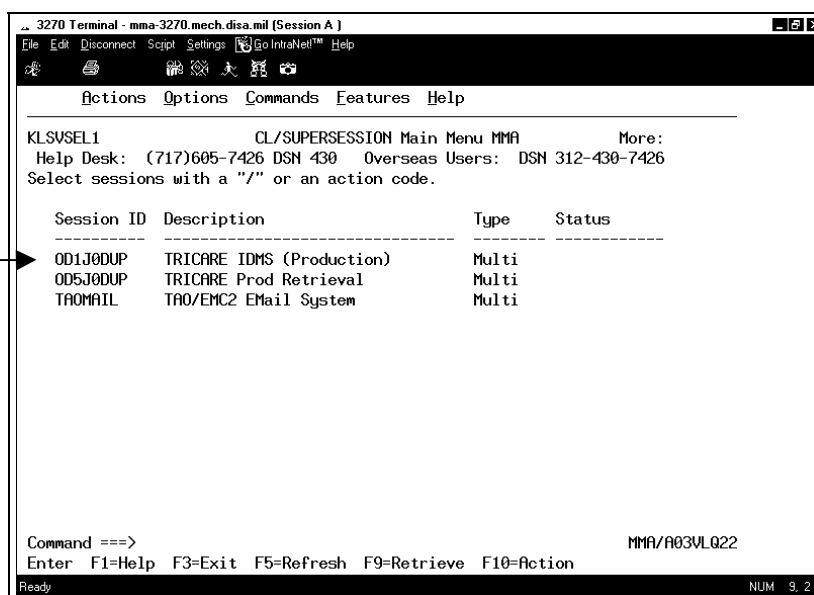 3270 Terminal - mma-3270.mech.disa.mil (Session A )
File Edit Disconnect Script Settings Go IntraNet!™ Help
Actions Options Commands Features Help
KLSVSEL1 CL/SUPERSESSION Main Menu MMA More:
Help Desk: (717)605-7426 DSN 430 Overseas Users: DSN 312-430-7426
Select sessions with a "/" or an action code.
Session ID Description Type Status
---------- -------------------------------- -------- ------------
OD1J0DUP TRICARE IDMS (Production) Multi
OD5J0DUP TRICARE Prod Retrieval Multi
TAOMAIL TAO/EMC2 EMail System Multi
Command ===> MMA/A03VLQ22
Enter F1=Help F3=Exit F5=Refresh F9=Retrieve F10=Action
Ready NUM 9, 2